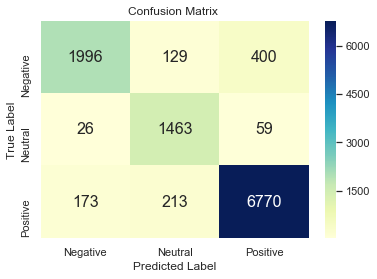 Confusion Matrix
True Label
Negative
Neutral
Positive
1996 129 400
26 1463 59
173 213 6770
Negative Neutral Positive
Predicted Label
6000
4500
3000
1500